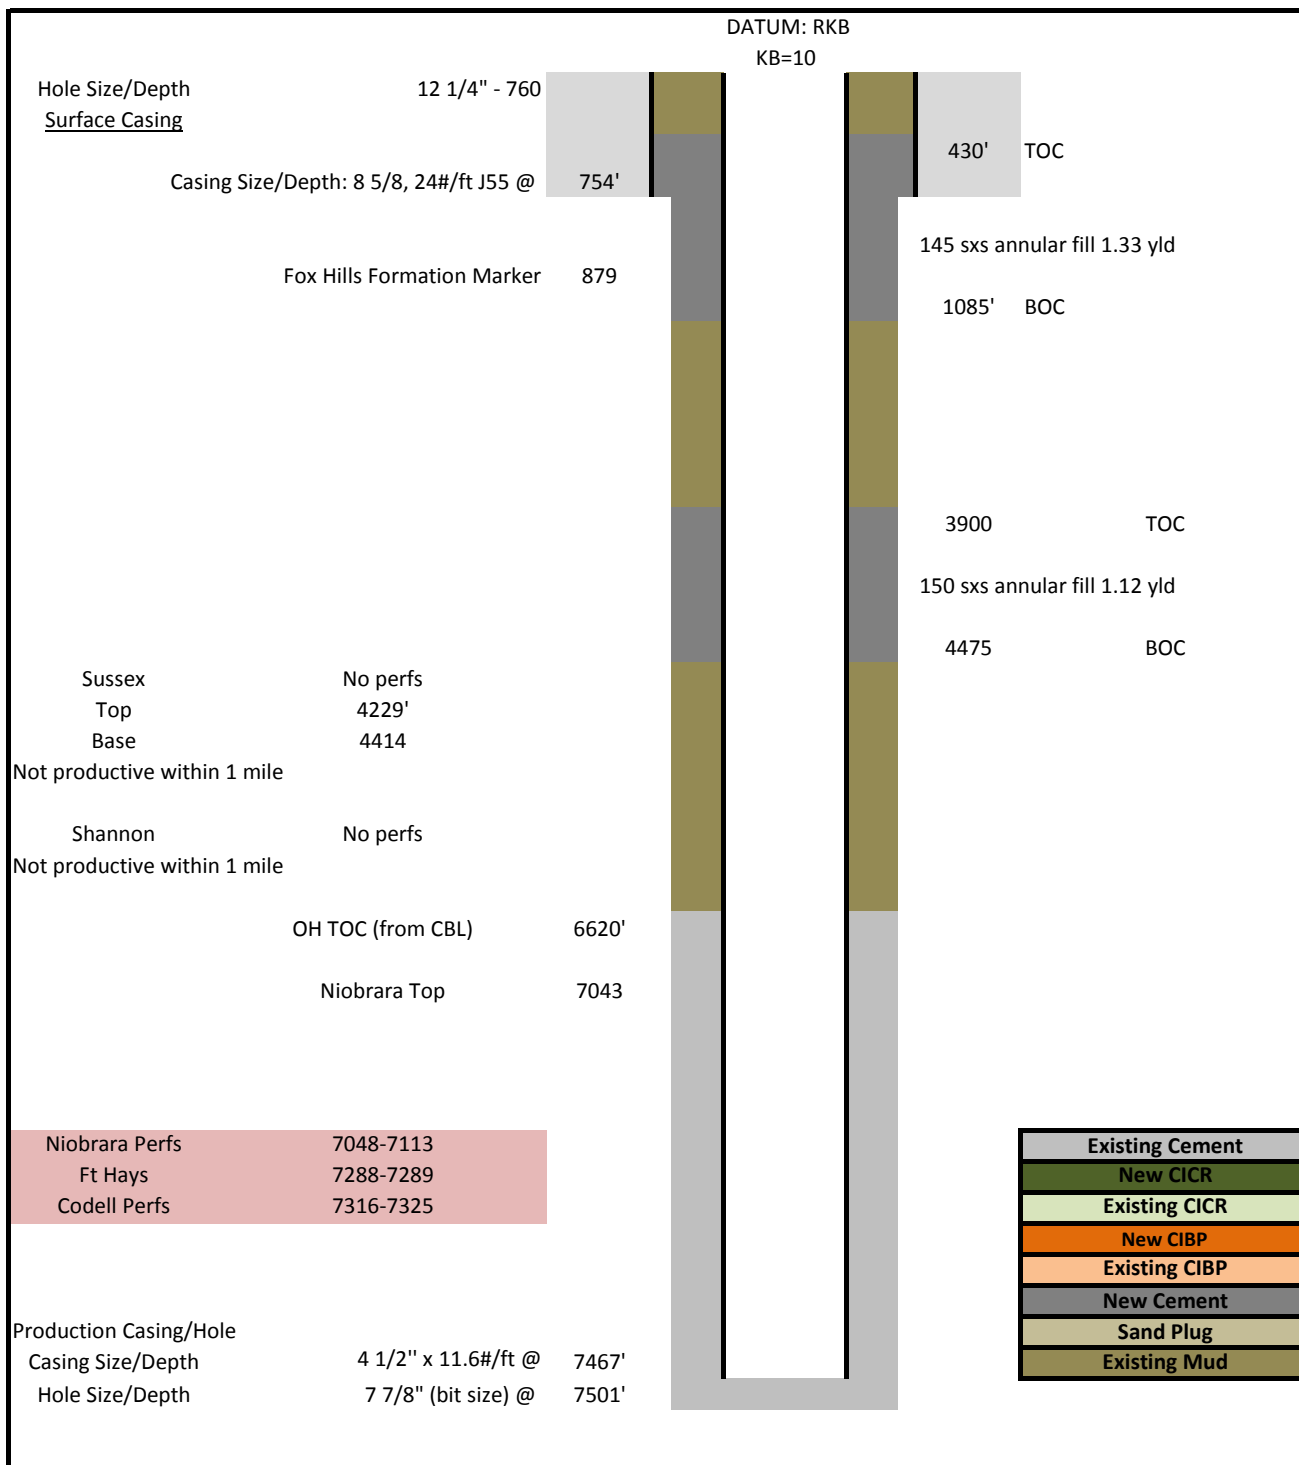 DATUM: RKB
KB=10
Hole Size/Depth 12 1/4" - 760
Surface Casing
430' TOC
Casing Size/Depth: 8 5/8, 24#/ft J55 @ 754'
145 sxs annular fill 1.33 yld
Fox Hills Formation Marker 879
1085' BOC
3900 TOC
150 sxs annular fill 1.12 yld
4475 BOC
Sussex No perfs
Top 4229'
Base 4414
Not productive within 1 mile
Shannon No perfs
Not productive within 1 mile
OH TOC (from CBL) 6620'
Niobrara Top 7043
Niobrara Perfs 7048-7113
Ft Hays 7288-7289
Codell Perfs 7316-7325
Existing Cement
New CICR
Existing CICR
New CIBP
Existing CIBP
New Cement
Sand Plug
Existing Mud
Production Casing/Hole
Casing Size/Depth 4 1/2'' x 11.6#/ft @ 7467'
Hole Size/Depth 7 7/8" (bit size) @ 7501'